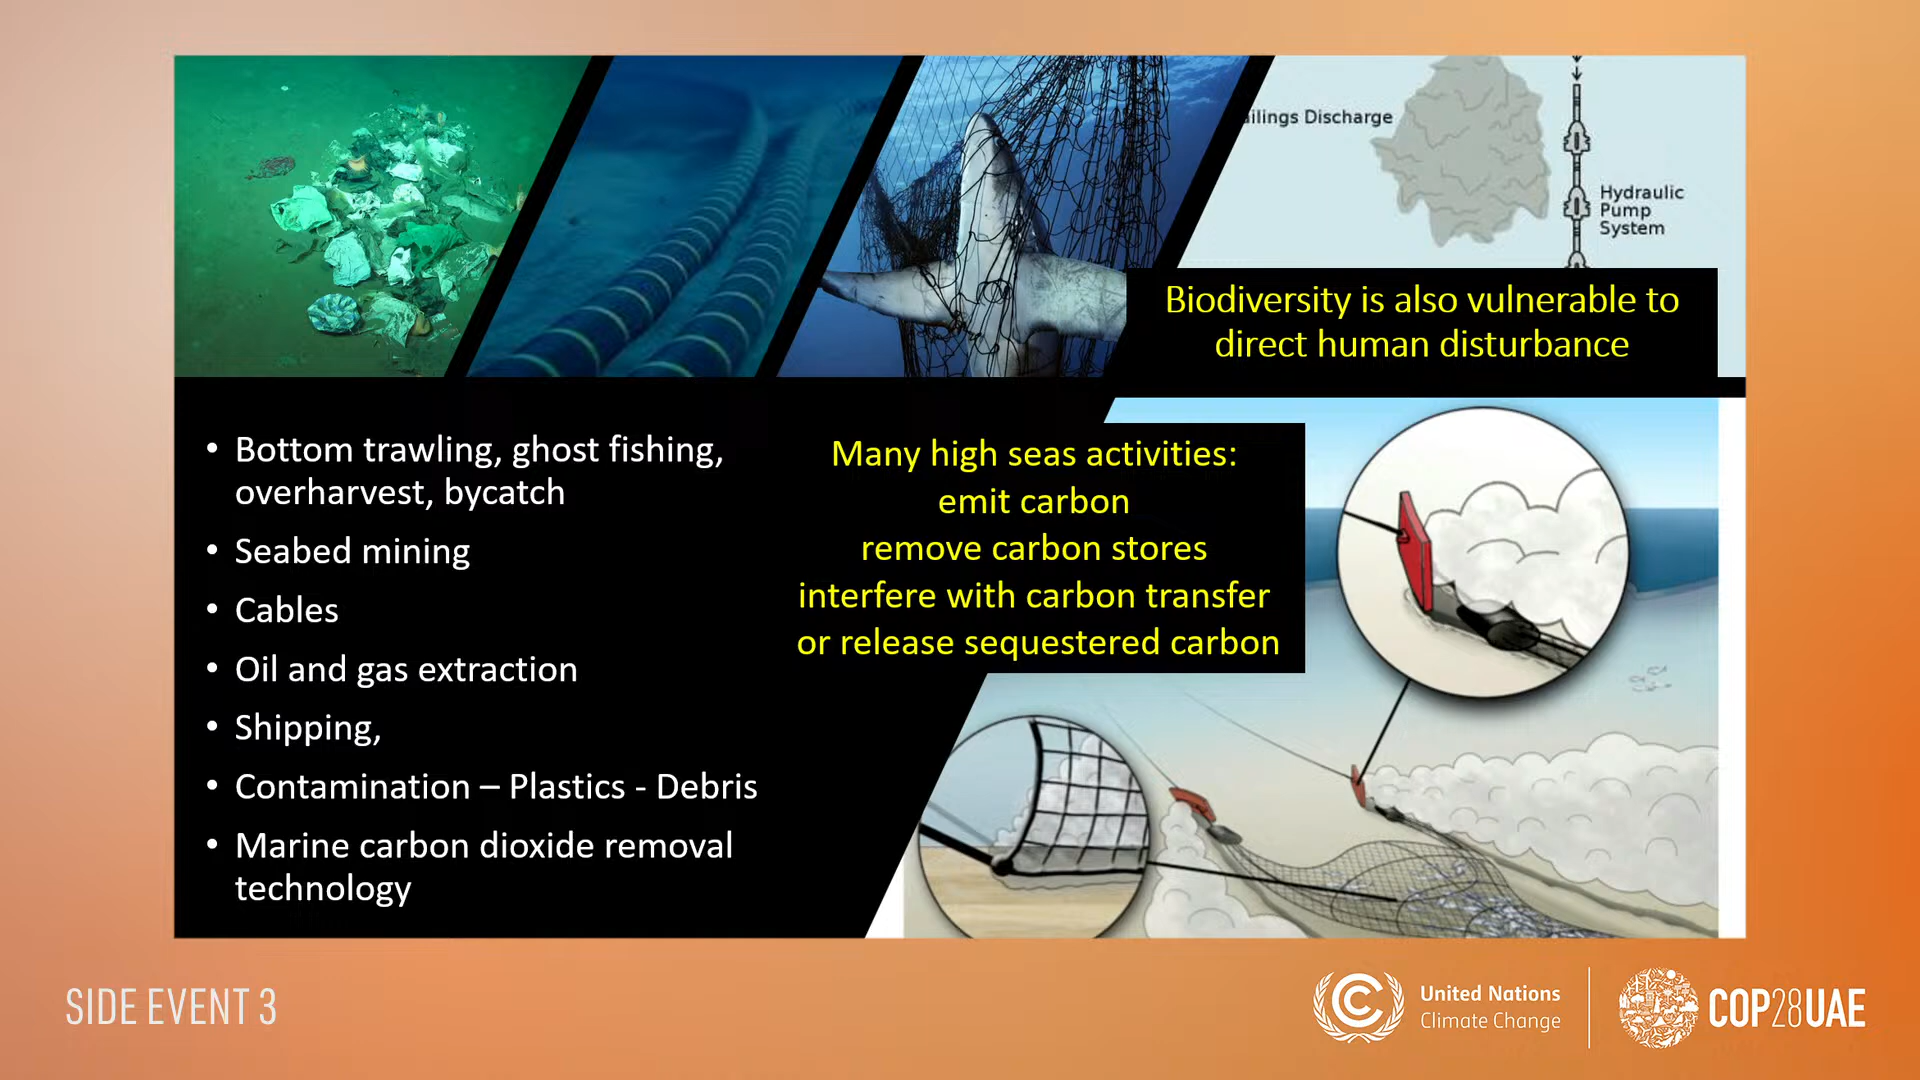 ilings Discharge
Hydraulic
Pump
System
Biodiversity is also vulnerable to
direct human disturbance
• Bottom trawling, ghost fishing,
overharvest, bycatch
• Seabed mining
• Cables
• Oil and gas extraction
• Shipping,
• Contamination – Plastics - Debris
• Marine carbon dioxide removal
technology
Many high seas activities:
emit carbon
remove carbon stores
interfere with carbon transfer
or release sequestered carbon
SIDE EVENT 3
United Nations
Climate Change
COP28UAE